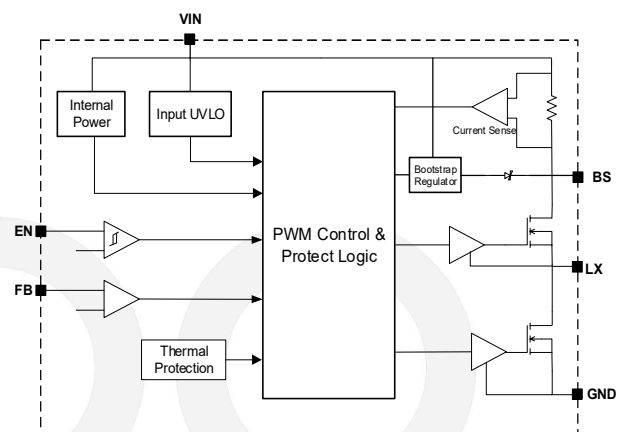 VIN
Internal
Power
Input UVLO
Current Sense
Bootstrap
Regulator
BS
EN
PWM Control &
Protect Logic
LX
FB
Thermal
Protection
GND